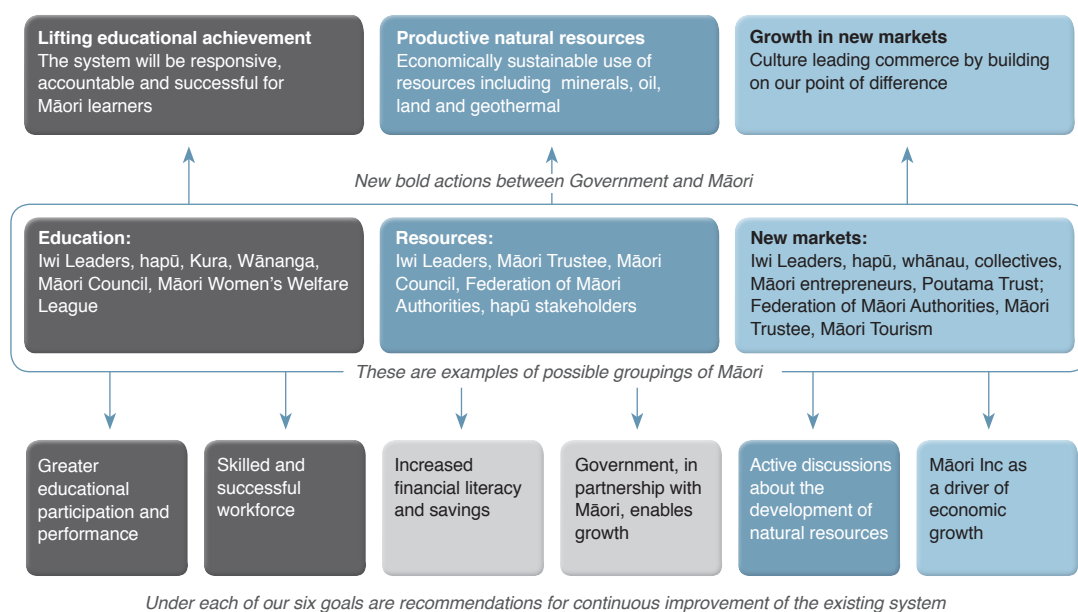 Lifting educational achievement
The system will be responsive,
accountable and successful for
Māori learners
Productive natural resources
Economically sustainable use of
resources including minerals, oil,
land and geothermal
Growth in new markets
Culture leading commerce by building
on our point of difference
New bold actions between Government and Māori
Education:
Iwi Leaders, hapū, Kura, Wānanga,
Māori Council, Māori Women's Welfare
League
Resources:
Iwi Leaders, Māori Trustee, Māori
Council, Federation of Māori
Authorities, hapū stakeholders
New markets:
Iwi Leaders, hapū, whānau, collectives,
Māori entrepreneurs, Poutama Trust;
Federation of Māori Authorities, Māori
Trustee, Māori Tourism
These are examples of possible groupings of Māori
Greater
educational
participation and
performance
Skilled and
successful
workforce
Increased
financial literacy
and savings
Government, in
partnership with
Māori, enables
growth
Active discussions
about the
development of
natural resources
Māori Inc as
a driver of
economic
growth
Under each of our six goals are recommendations for continuous improvement of the existing system